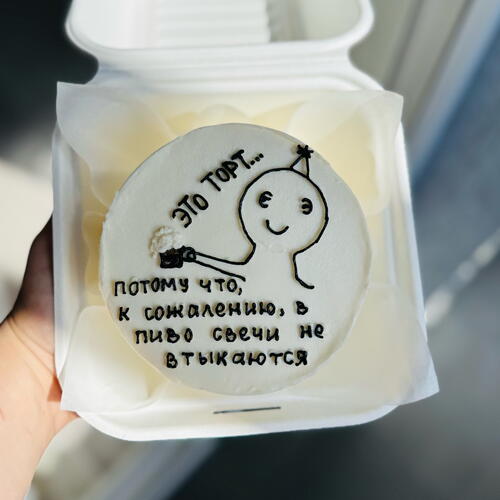 ЭТО ТОРТ...
ПОТОМУ ЧТО,
К СОЖАЛЕНИЮ, В
ПИВО СВЕЧИ НЕ
ВТЫКАЮТСЯ